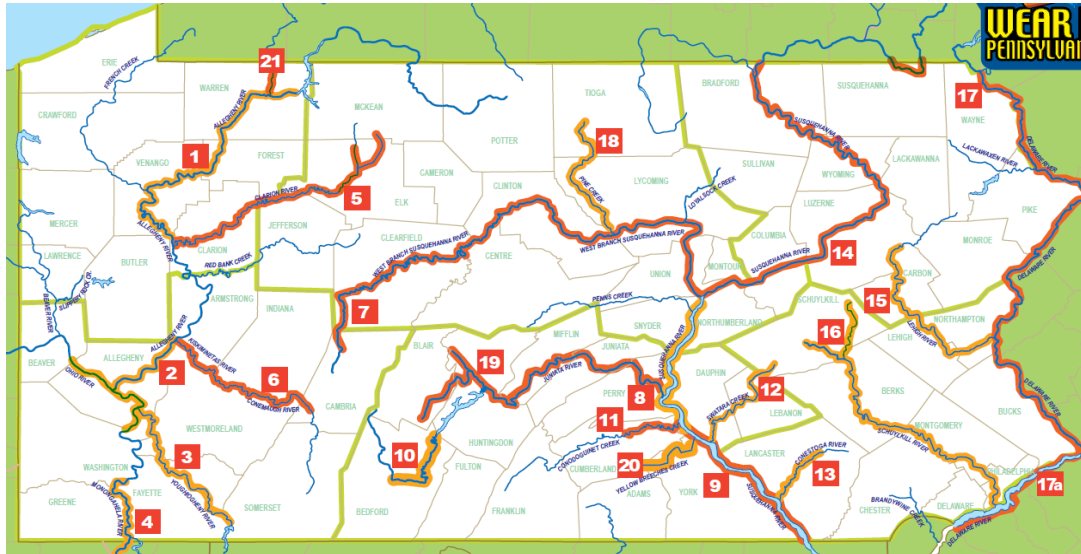 WEAR
PENNSYLVAN
ERIE
FRENCH CREEK
21
WARREN
ALLEGHENY RIVER
MCKEAN
CRAWFORD
TIOGA
BRADFORD
SUSQUEHANNA
17
WAYNE
POTTER
1
VENANGO
FOREST
18
SUSQUEHANNA RIVER
LACKAWANNA
LACKAWAXEN RIVER
DELAWARE RIVER
CAMERON
SULLIVAN
WYOMING
CLARION RIVER
5
ELK
CLINTON
PINE CREEK
LYCOMING
LOYALSOCK CREEK
LUZERNE
PIKE
MERCER
ALLEGHENY RIVER
CLARION
JEFFERSON
CLEARFIELD
WEST BRANCH SUSQUEHANNA RIVER
WEST BRANCH SUSQUEHANNA RIVER
COLUMBIA
MONROE
LAWRENCE
BUTLER
RED BANK CREEK
CENTRE
UNION
MONTOUR
SUSQUEHANNA RIVER
14
CARBON
DELAWARE RIVER
SLIPPERY ROCK CK.
BEAVER RIVER
ARMSTRONG
INDIANA
7
PENNS CREEK
SNYDER
NORTHUMBERLAND
SCHUYLKILL
15
LEHIGH RIVER
NORTHAMPTON
LEHIGH
16
ALLEGHENY RIVER
KISKIMINITAS RIVER
BLAIR
MIFFLIN
JUNIATA
SUSQUEHANNA RIVER
BEAVER
ALLEGHENY
OHIO RIVER
2
6
CONEMAUGH RIVER
19
JUNIATA RIVER
DAUPHIN
12
BERKS
DELAWARE RIVER
CAMBRIA
PERRY
8
SWATARA CREEK
LEBANON
BUCKS
WESTMORELAND
11
MONTGOMERY
HUNTINGDON
CONODOGUINET CREEK
SCHUYLKILL RIVER
3
10
FULTON
CUMBERLAND
20
YELLOW BREECHES CREEK
LANCASTER
CONESTOGA RIVER
13
WASHINGTON
YOUGHIOGHENY RIVER
ADAMS
YORK
9
SUSQUEHANNA RIVER
PHILADELPHIA
17a
GREENE
MONONGAHELA RIVER
FAYETTE
4
SOMERSET
BEDFORD
FRANKLIN
CHESTER
BRANDYWINE CREEK
DELAWARE
DELAWARE RIVER